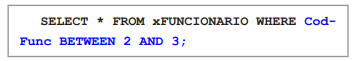 SELECT * FROM xFUNCIONARIO WHERE Cod-
Func BETWEEN 2 AND 3;